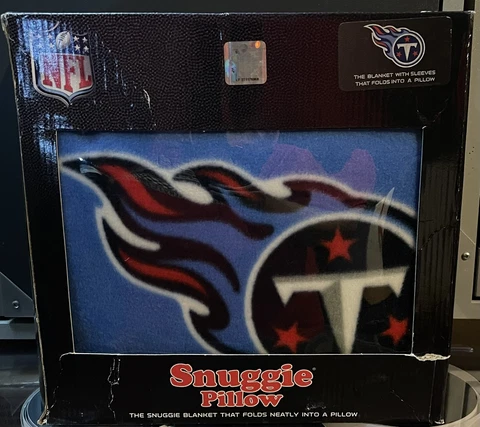 NFL
T
THE BLANKET WITH SLEEVES
THAT FOLDS INTO A PILLOW
T
Snuggie®
Pillow
THE SNUGGIE BLANKET THAT FOLDS NEATLY INTO A PILLOW